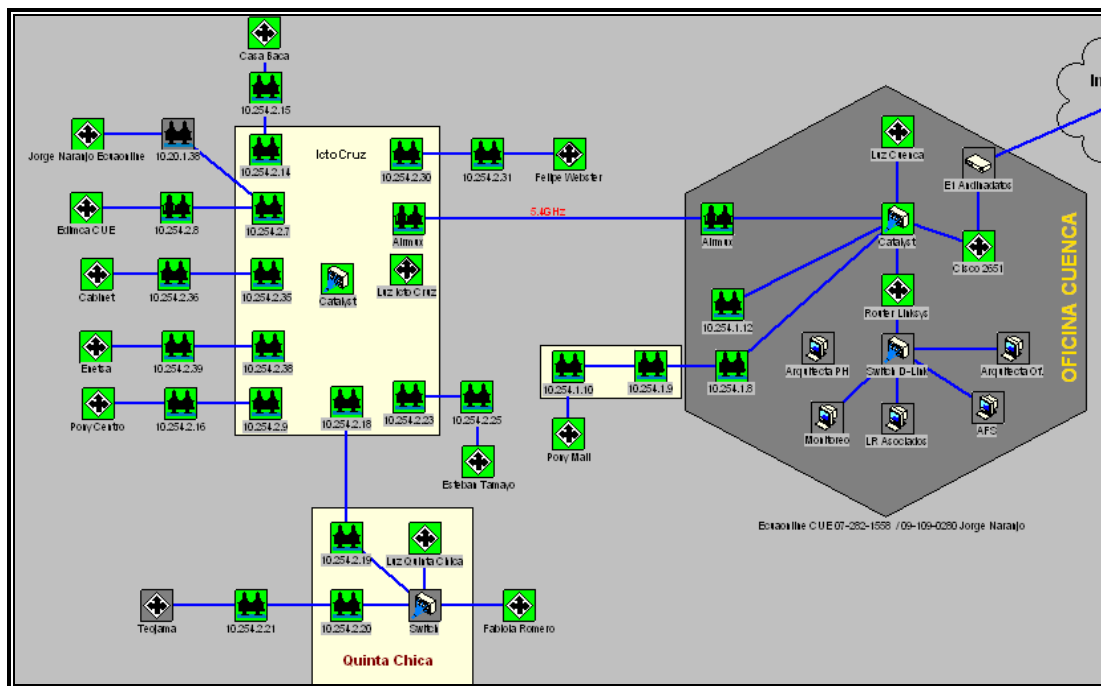 Casa Baca
10.254.2.15
In
Jorge Naranjo Ecuaonline
10.20.1.38
10.254.2.14
Icto Cruz
10.254.2.30
10.254.2.31
Felipe Webster
Luz Cuenca
E1 Andinadatos
Edimca CUE
10.254.2.8
10.254.2.7
Airmux
5.4GHz
Airmux
Catalyst
Cisco 2651
Cabinet
10.254.2.36
10.254.2.35
Catalyst
Luz Icto Cruz
10.254.1.12
Router Linksys
OFICINA CUENCA
Enetsa
10.254.2.39
10.254.2.38
10.254.1.10
10.254.1.9
10.254.1.8
Arquitecta PH
Switch D-Link
Arquitecta Of.
Pony Centro
10.254.2.16
10.254.2.9
10.254.2.18
10.254.2.23
10.254.2.25
Pony Mall
Monitoreo
LR Asociados
AFS
Esteban Tamayo
Ecuaonline CUE 07-282-1558 / 09-109-0280 Jorge Naranjo
10.254.2.19
Luz Quinta Chica
Teojama
10.254.2.21
10.254.2.20
Switch
Fabiola Romero
Quinta Chica